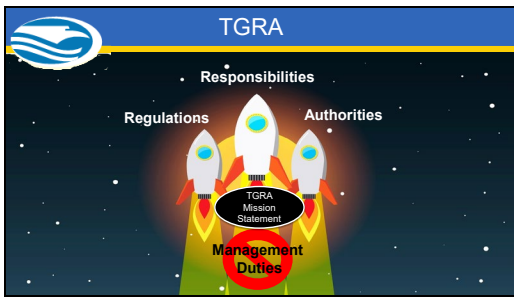 TGRA
Responsibilities
Regulations
Authorities
TGRA
Mission
Statement
Management
Duties